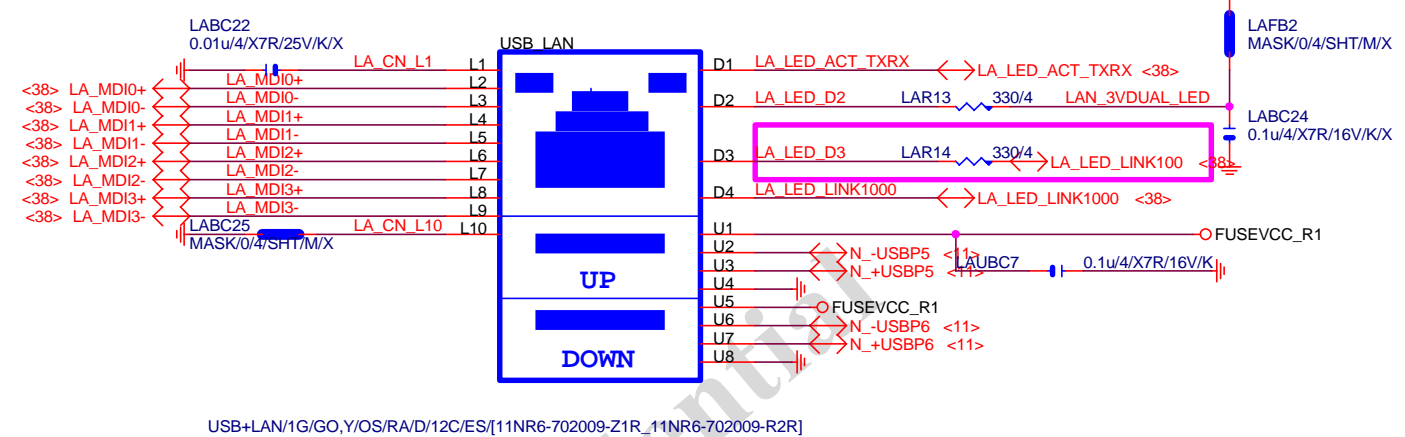 LABC22
0.01u/4/X7R/25V/K/X
USB_LAN
LAFB2
MASK/0/4/SHT/M/X
LA_CN_L1 L1
D1 LA_LED_ACT_TXRX LA_LED_ACT_TXRX <38>
<38> LA_MDI0+ LA_MDI0+ L2
<38> LA_MDI0- LA_MDI0- L3
D2 LA_LED_D2 LAR13 330/4 LAN_3VDUAL_LED
<38> LA_MDI1+ LA_MDI1+ L4
LABC24
0.1u/4/X7R/16V/K/X
<38> LA_MDI1- LA_MDI1- L5
<38> LA_MDI2+ LA_MDI2+ L6
D3 LA_LED_D3 LAR14 330/4 LA_LED_LINK100 <38>
<38> LA_MDI2- LA_MDI2- L7
<38> LA_MDI3+ LA_MDI3+ L8
D4 LA_LED_LINK1000 LA_LED_LINK1000 <38>
<38> LA_MDI3- LA_MDI3- L9
LABC25
MASK/0/4/SHT/M/X
LA_CN_L10 L10
U1 FUSEVCC_R1
U2 N_-USBP5 <11>
U3 N_+USBP5 <11>
LAUBC7 0.1u/4/X7R/16V/K
UP
U4
U5 FUSEVCC_R1
U6 N_-USBP6 <11>
U7 N_+USBP6 <11>
DOWN
U8
USB+LAN/1G/GO,Y/OS/RA/D/12C/ES/[11NR6-702009-Z1R_11NR6-702009-R2R]
ential